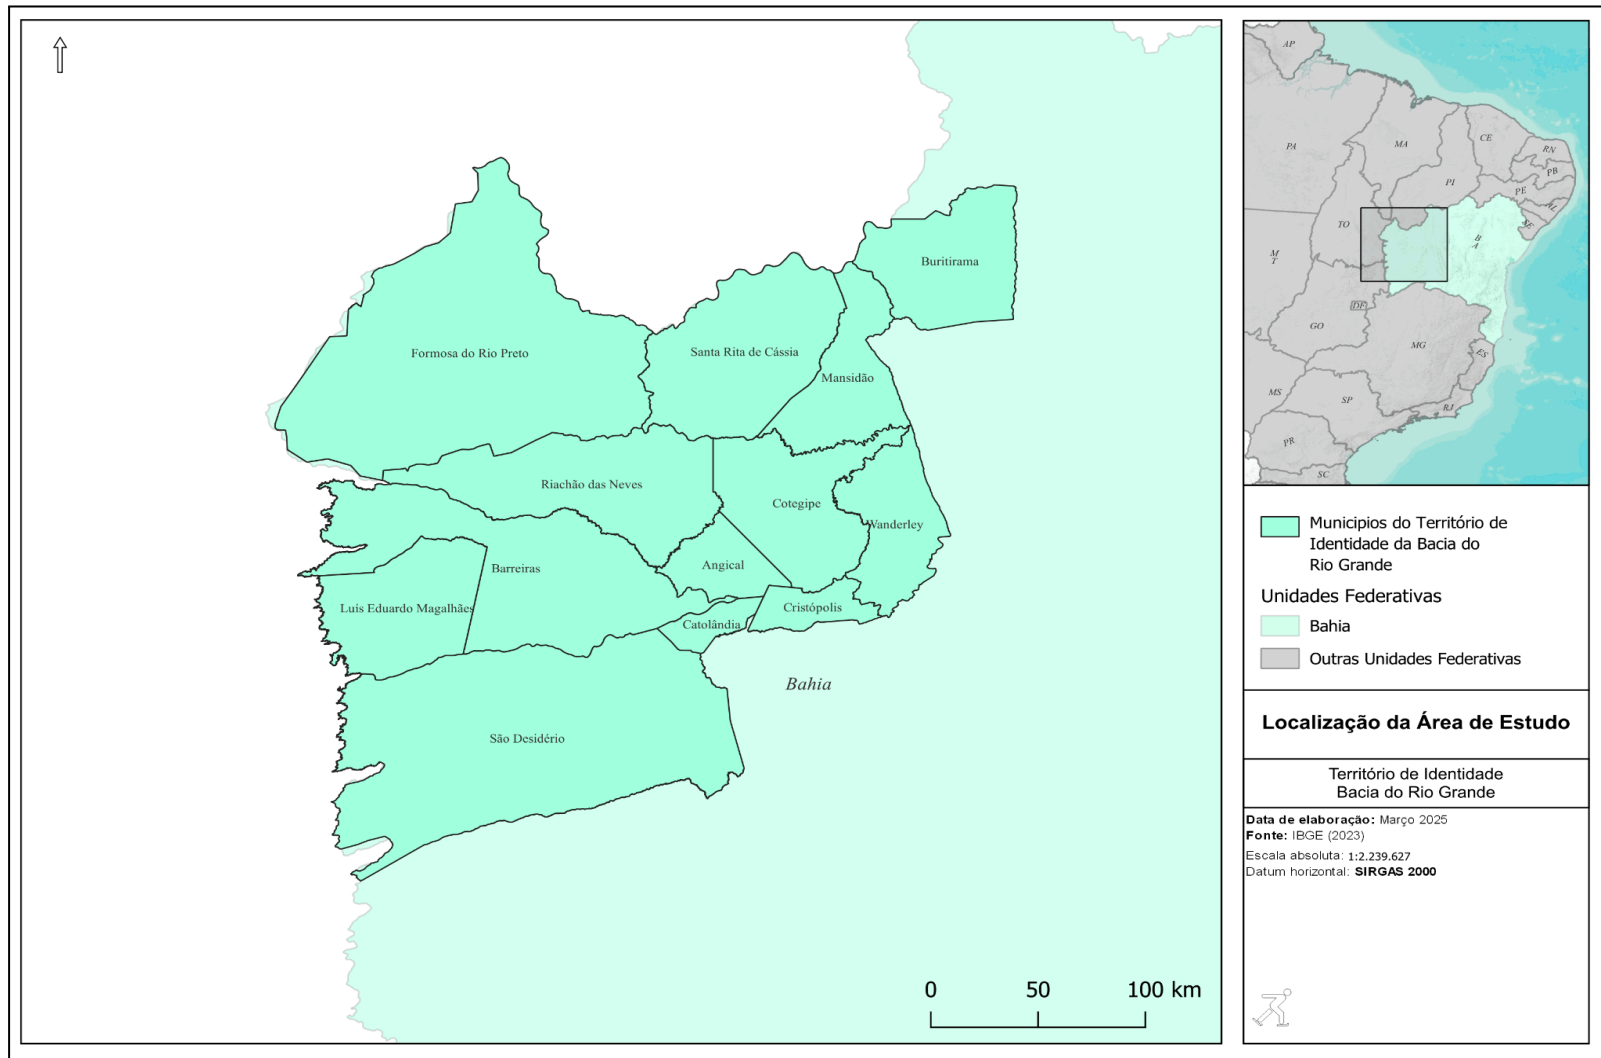 Buritirama
Formosa do Rio Preto
Santa Rita de Cássia
Mansidão
Riachão das Neves
Cotegipe
Wanderley
Angical
Barreiras
Luís Eduardo Magalhães
Cristópolis
Catolândia
Bahia
São Desidério
0 50 100 km
AP
PA
MA
CE
RN
PB
PI
PE
AL
SE
TO
B
A
M
T
DF
GO
MG
ES
MS
SP
RJ
PR
SC
Municipios do Território de
Identidade da Bacia do
Rio Grande
Unidades Federativas
Bahia
Outras Unidades Federativas
Localização da Área de Estudo
Território de Identidade
Bacia do Rio Grande
Data de elaboração: Março 2025
Fonte: IBGE (2023)
Escala absoluta: 1:2.239.627
Datum horizontal: SIRGAS 2000